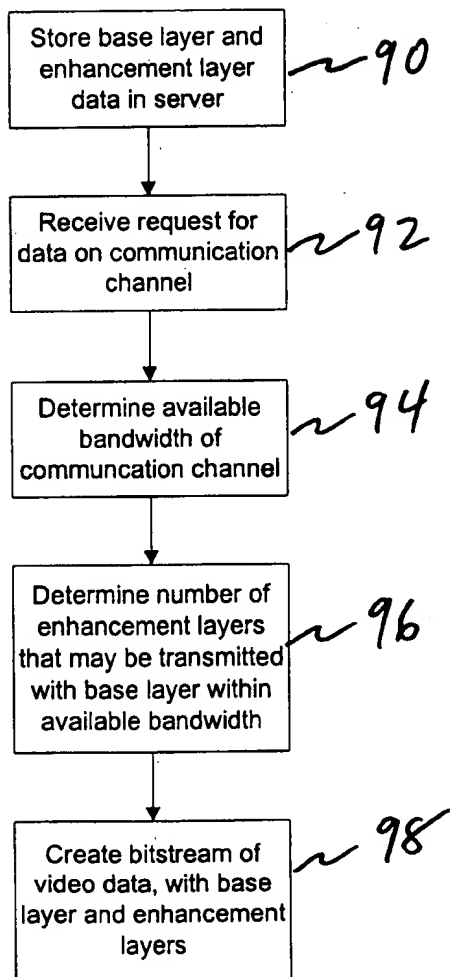 Store base layer and
enhancement layer
data in server
90
Receive request for
data on communication
channel
92
Determine available
bandwidth of
communcation channel
94
Determine number of
enhancement layers
that may be transmitted
with base layer within
available bandwidth
96
Create bitstream of
video data, with base
layer and enhancement
layers
98